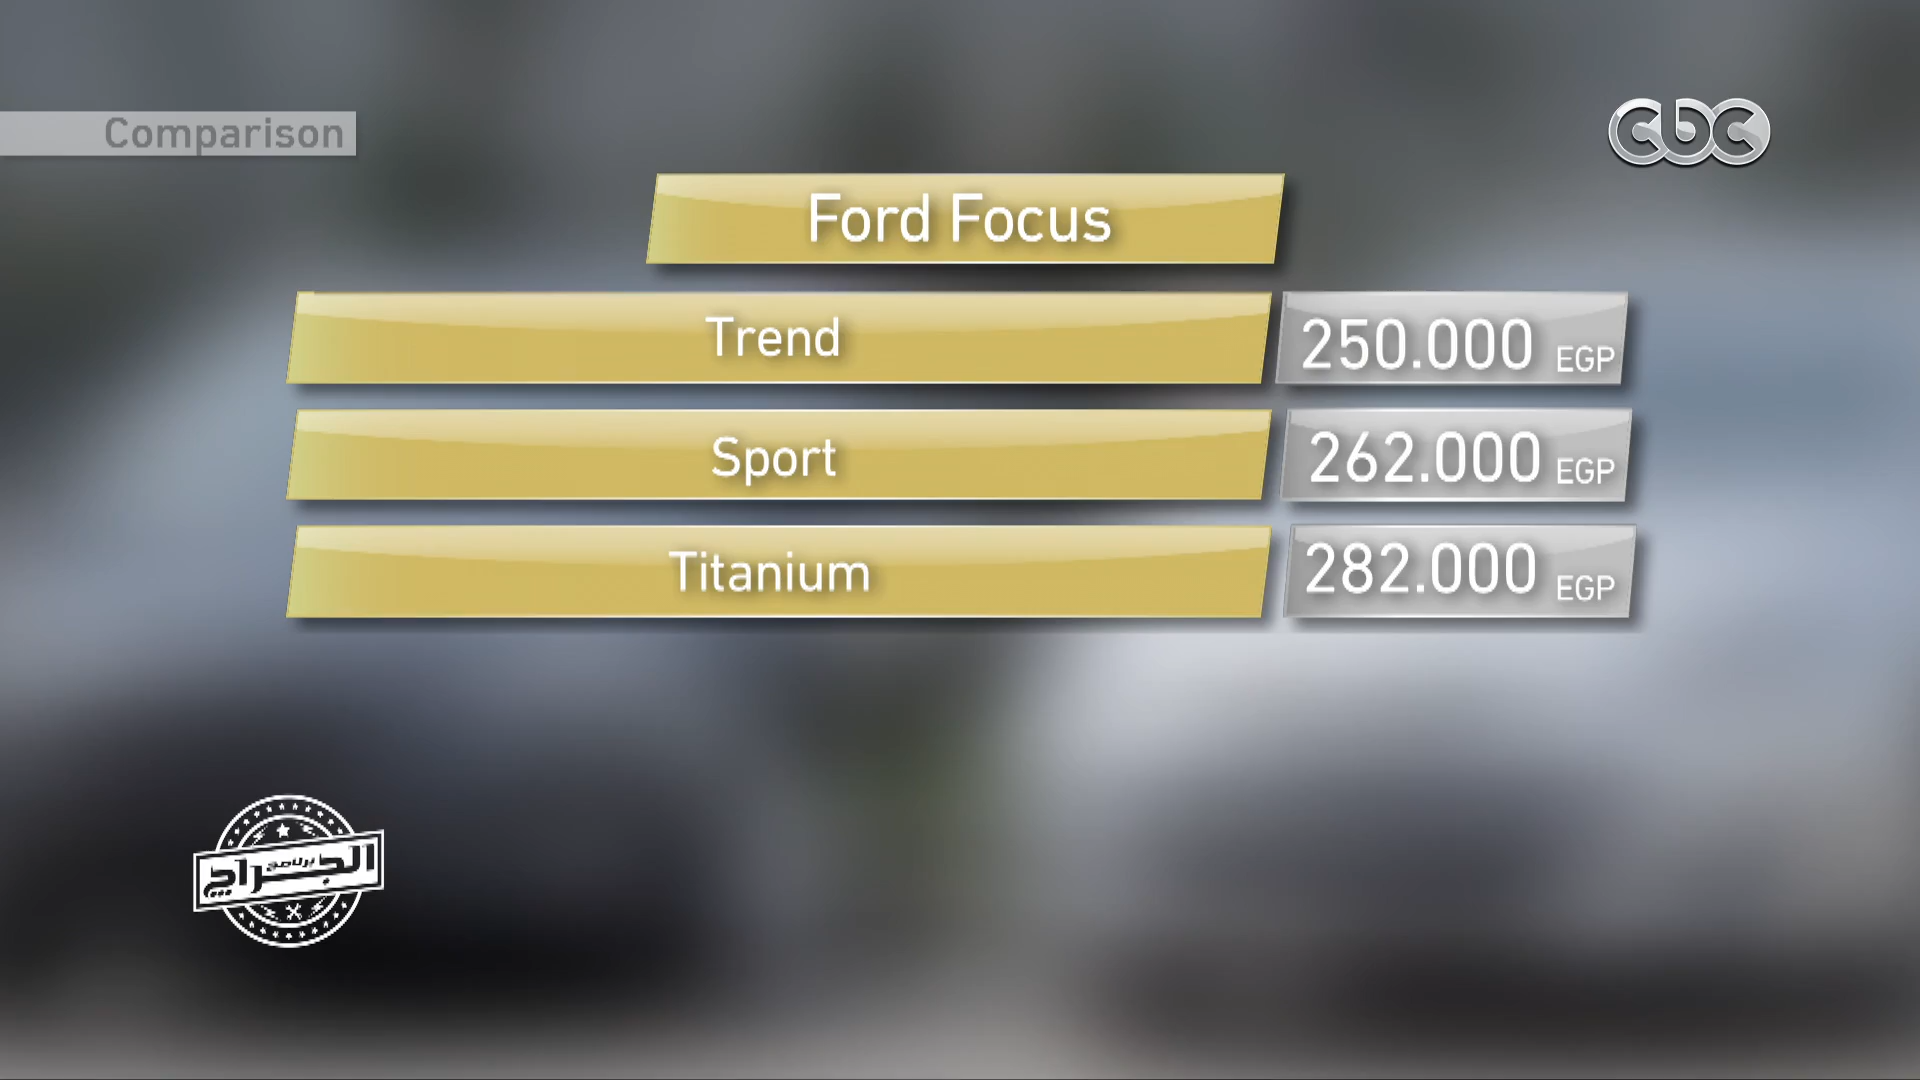 Comparison
cbc
Ford Focus
Trend
250.000 EGP
Sport
262.000 EGP
Titanium
282.000 EGP
برنامج
الجراج